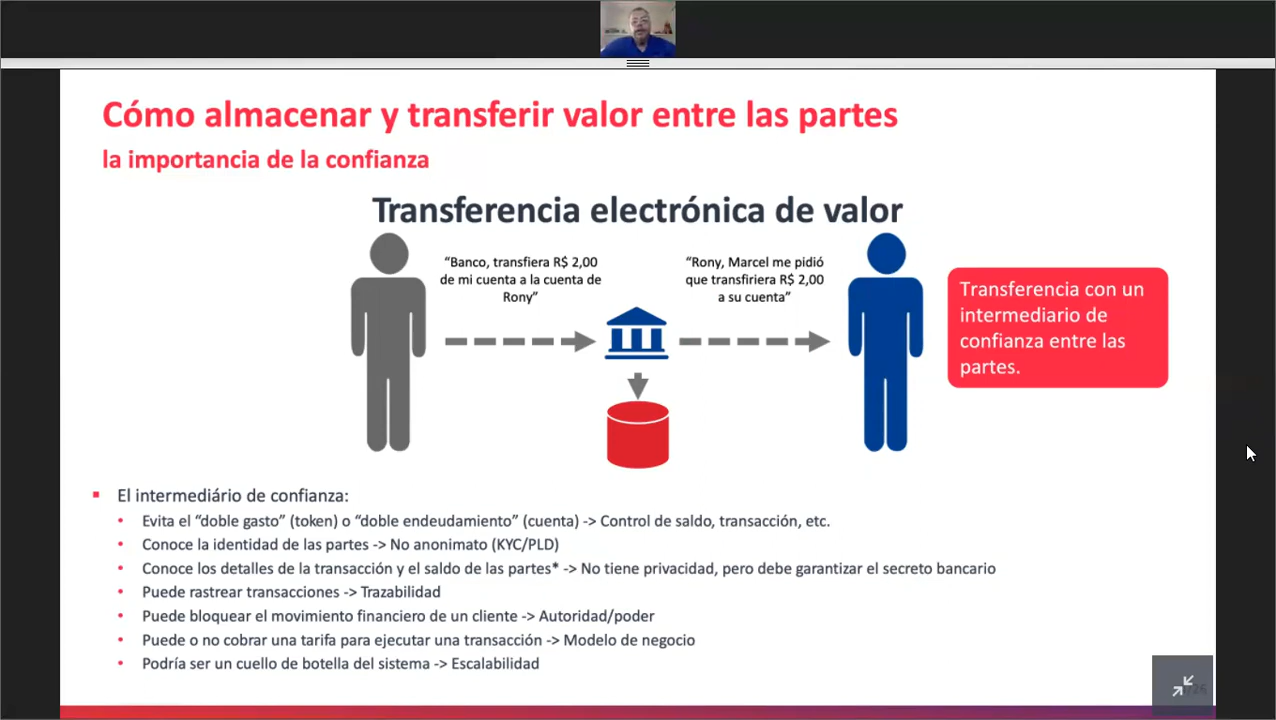 Cómo almacenar y transferir valor entre las partes
la importancia de la confianza
Transferencia electrónica de valor
“Banco, transfiera R$ 2,00
de mi cuenta a la cuenta de
Rony”
“Rony, Marcel me pidió
que transfiriera R$ 2,00
a su cuenta”
Transferencia con un
intermediario de
confianza entre las
partes.
El intermediário de confianza:
Evita el “doble gasto” (token) o “doble endeudamiento” (cuenta) -> Control de saldo, transacción, etc.
Conoce la identidad de las partes -> No anonimato (KYC/PLD)
Conoce los detalles de la transacción y el saldo de las partes* -> No tiene privacidad, pero debe garantizar el secreto bancario
Puede rastrear transacciones -> Trazabilidad
Puede bloquear el movimiento financiero de un cliente -> Autoridad/poder
Puede o no cobrar una tarifa para ejecutar una transacción -> Modelo de negocio
Podría ser un cuello de botella del sistema -> Escalabilidad